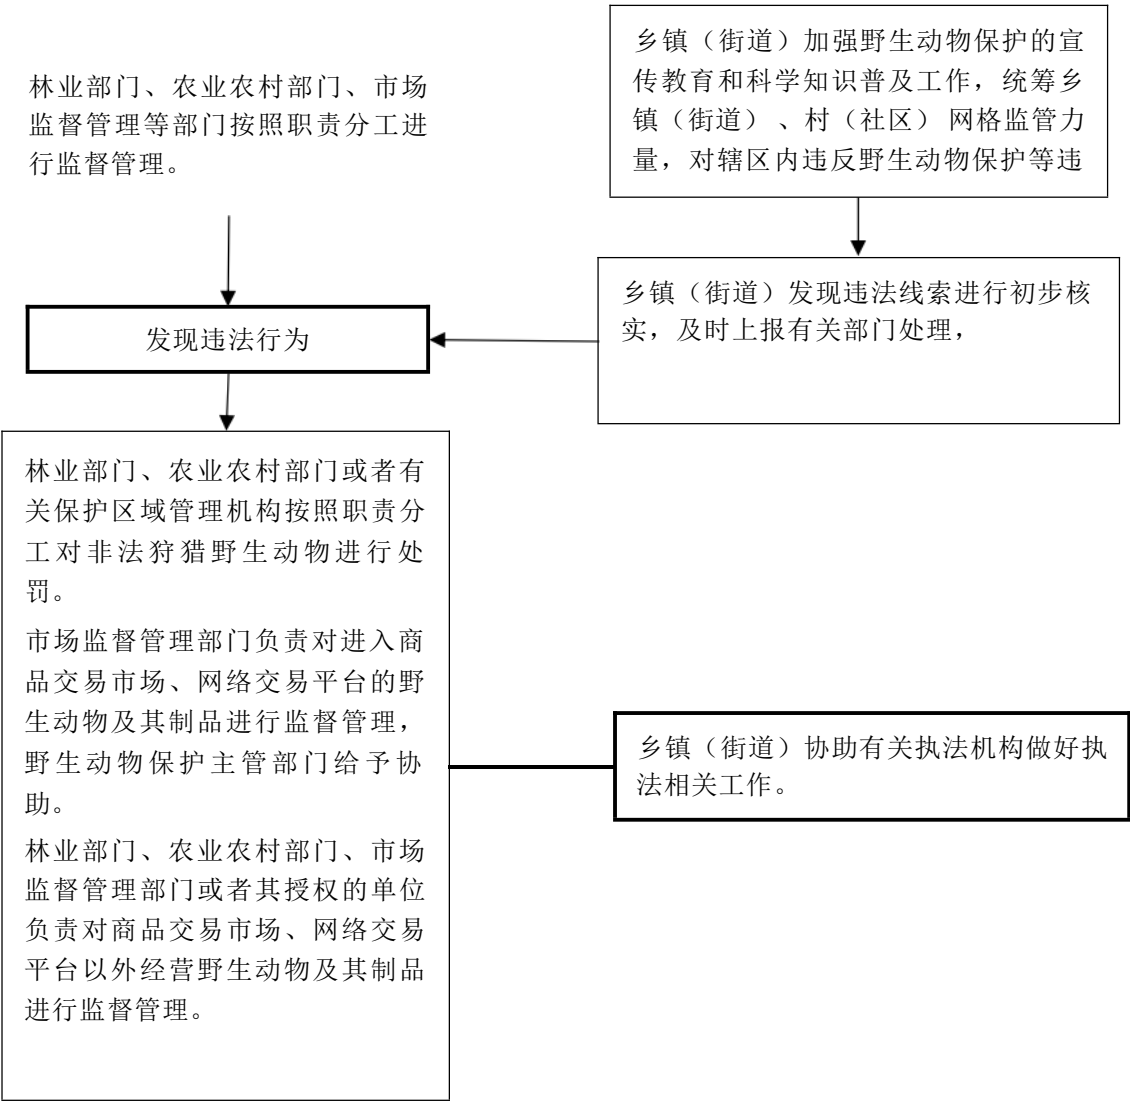 林业部门、农业农村部门、市场
监督管理等部门按照职责分工进
行监督管理。
乡镇（街道）加强野生动物保护的宣
传教育和科学知识普及工作，统筹乡
镇（街道）、村（社区）网格监管力
量，对辖区内违反野生动物保护等违
乡镇（街道）发现违法线索进行初步核
实，及时上报有关部门处理，
发现违法行为
林业部门、农业农村部门或者有
关保护区域管理机构按照职责分
工对非法狩猎野生动物进行处
罚。
市场监督管理部门负责对进入商
品交易市场、网络交易平台的野
生动物及其制品进行监督管理，
野生动物保护主管部门给予协
助。
林业部门、农业农村部门、市场
监督管理部门或者其授权的单位
负责对商品交易市场、网络交易
平台以外经营野生动物及其制品
进行监督管理。
乡镇（街道）协助有关执法机构做好执
法相关工作。